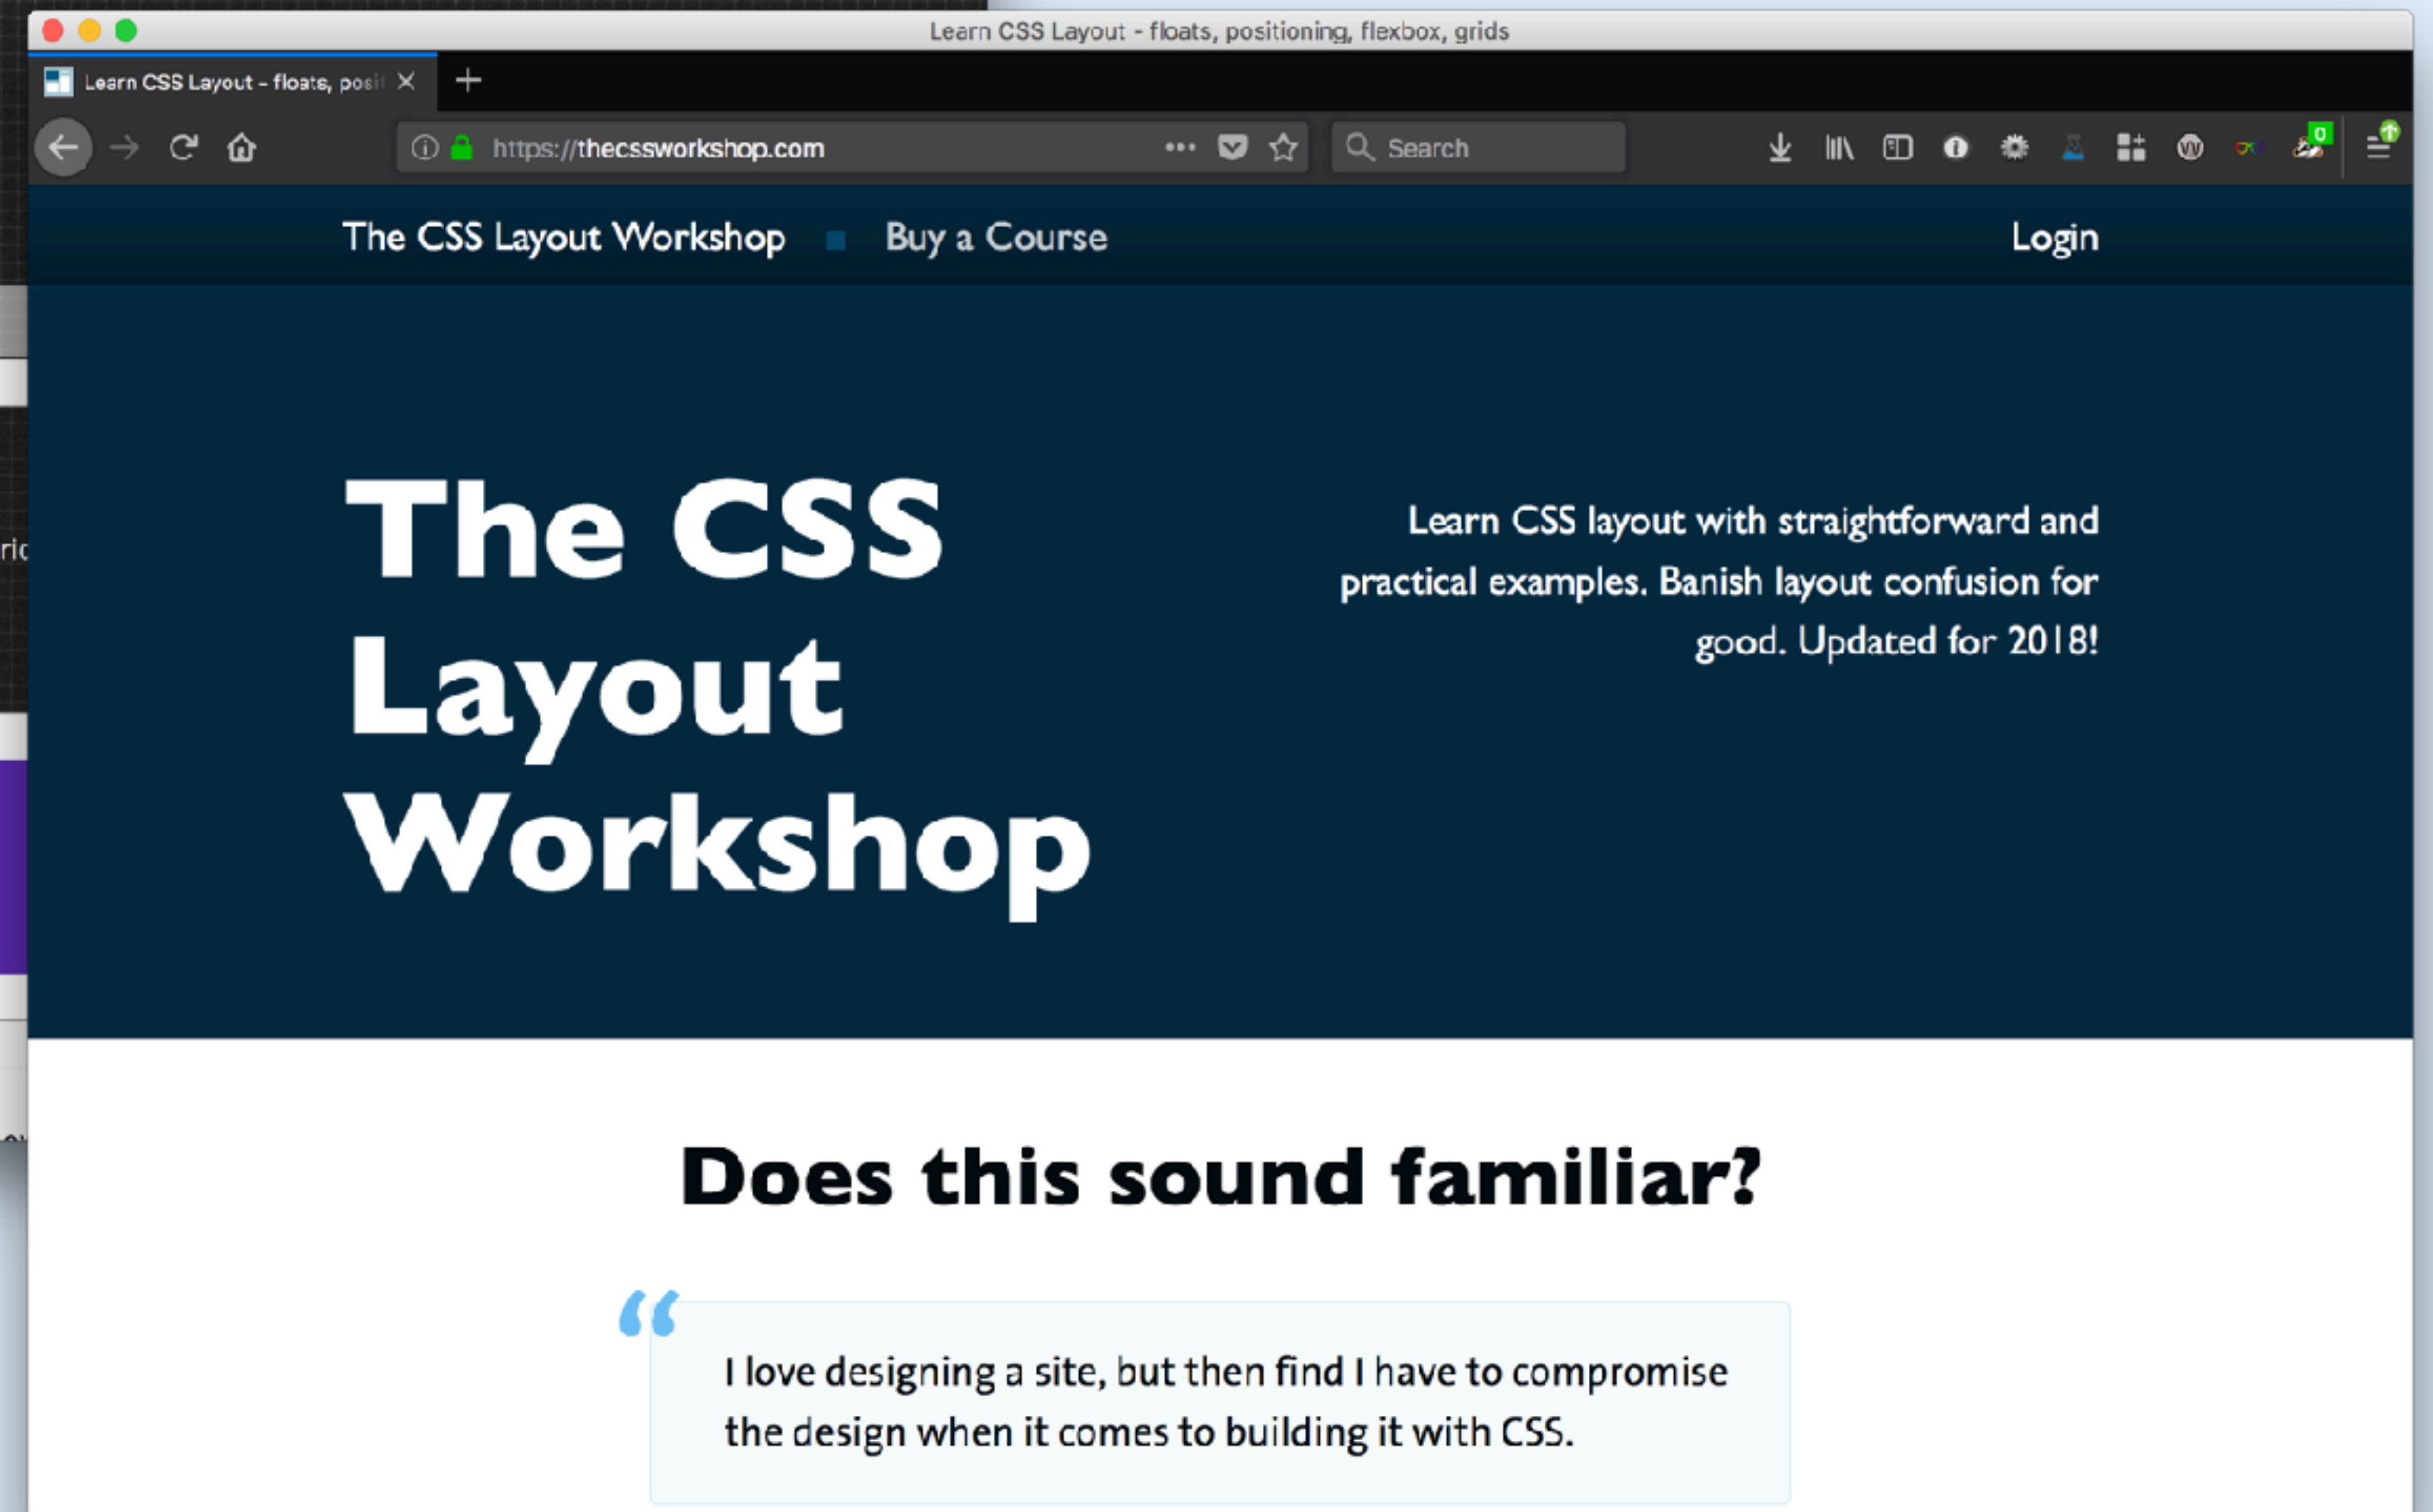 Learn CSS Layout - floats, positioning, flexbox, grids
Learn CSS Layout - floats, posi
https://thecssworkshop.com
Search
0
The CSS Layout Workshop
Buy a Course
Login
The CSS
Layout
Workshop
Learn CSS layout with straightforward and
practical examples. Banish layout confusion for
good. Updated for 2018!
ric
Does this sound familiar?
“
I love designing a site, but then find I have to compromise
the design when it comes to building it with CSS.